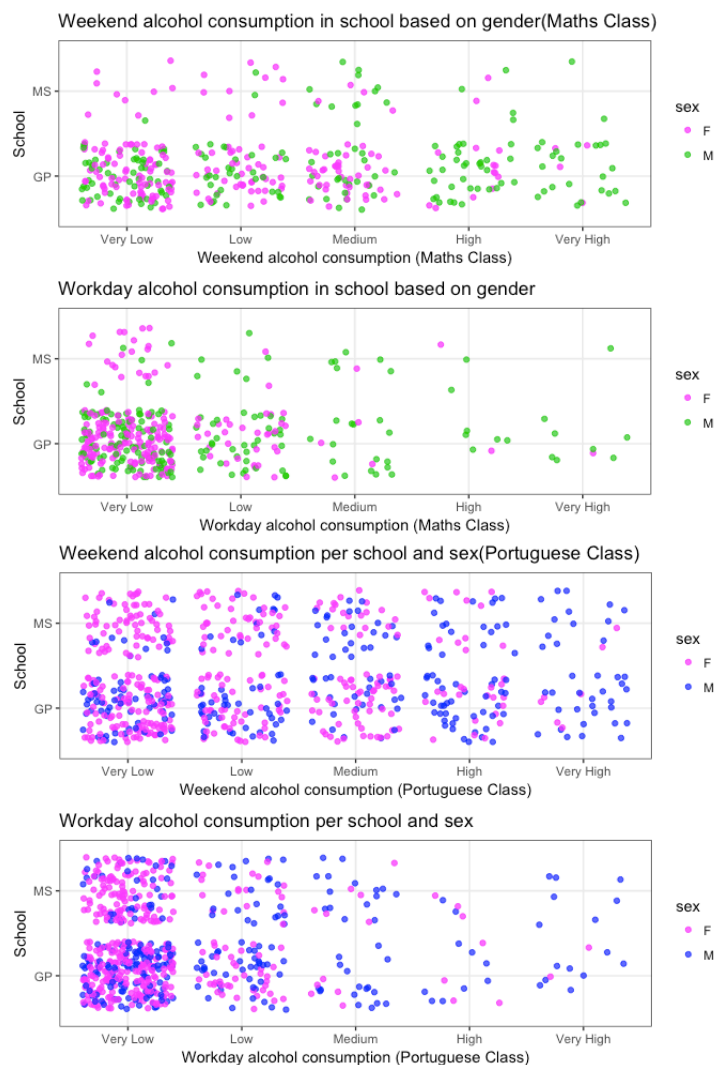 Weekend alcohol consumption in school based on gender(Maths Class)
MS
GP
School
Very Low Low Medium High Very High
Weekend alcohol consumption (Maths Class)
sex
F
M
Workday alcohol consumption in school based on gender
MS
GP
School
Very Low Low Medium High Very High
Workday alcohol consumption (Maths Class)
sex
F
M
Weekend alcohol consumption per school and sex(Portuguese Class)
MS
GP
School
Very Low Low Medium High Very High
Weekend alcohol consumption (Portuguese Class)
sex
F
M
Workday alcohol consumption per school and sex
MS
GP
School
Very Low Low Medium High Very High
Workday alcohol consumption (Portuguese Class)
sex
F
M